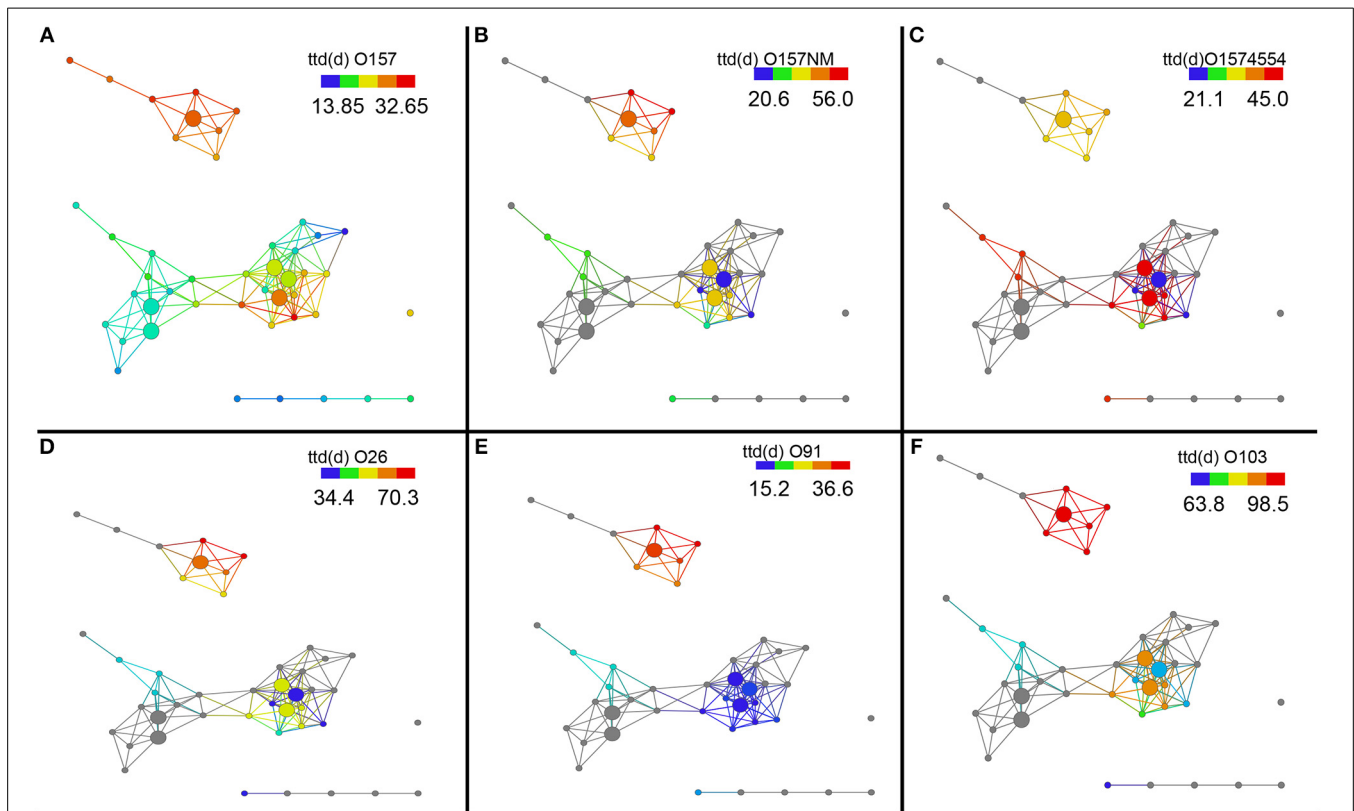 A
ttd(d) O157
13.85 32.65
B
ttd(d) O157NM
20.6 56.0
C
ttd(d)O1574554
21.1 45.0
D
ttd(d) O26
34.4 70.3
E
ttd(d) O91
15.2 36.6
F
ttd(d) O103
63.8 98.5